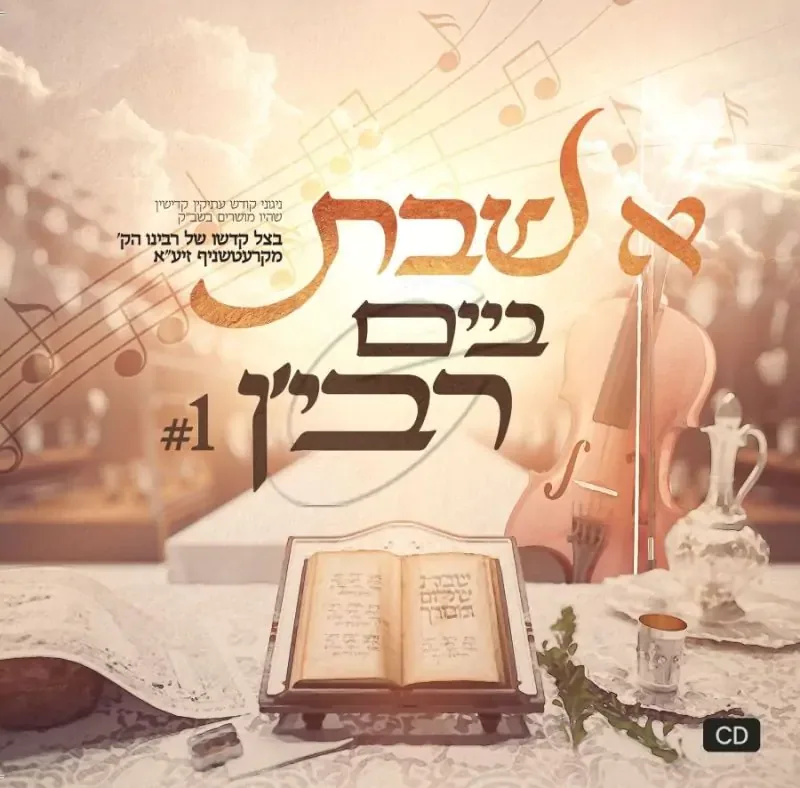 א שבת
ביים
רבי'ן
#1
ניגוני קודש עתיקין קדישין
שהיו מושרים בשב"ק
בצל קדשו של רבינו הק'
מקרעטשניף זיע"א
שבת
שלום
ומבורך
CD